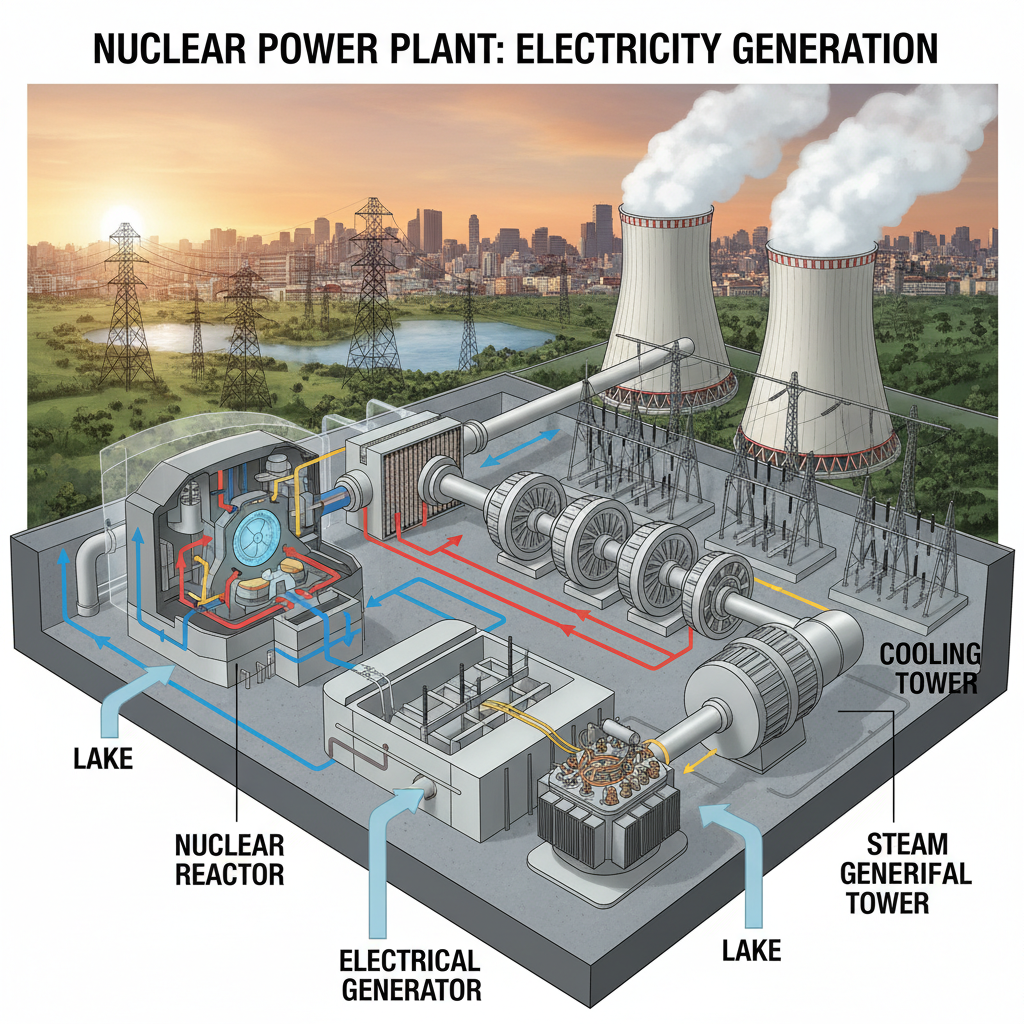 NUCLEAR POWER PLANT: ELECTRICITY GENERATION
COOLING
TOWER
LAKE
NUCLEAR
REACTOR
STEAM
GENERIFAL
TOWER
ELECTRICAL
GENERATOR
LAKE